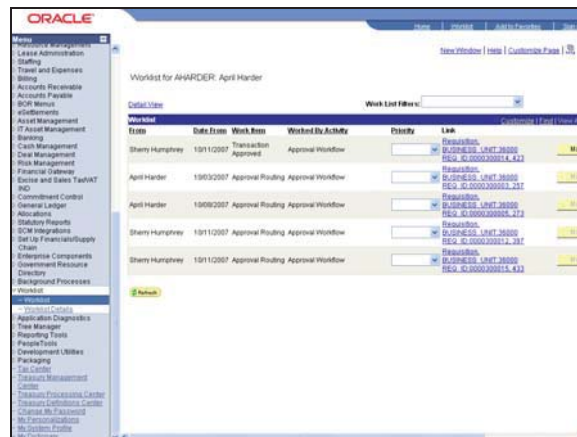 ORACLE
Home | Worklist | Add to Favorites | Sign
Menu
New Window | Help | Customize Page |
Resource Management
Lease Administration
Staffing
Travel and Expenses
Billing
Accounts Receivable
Accounts Payable
BOR Menus
eSettlements
Asset Management
IT Asset Management
Banking
Cash Management
Deal Management
Risk Management
Financial Gateway
Excise and Sales Tax/VAT
IND
Commitment Control
General Ledger
Allocations
Statutory Reports
SCM Integrations
Set Up Financials/Supply
Chain
Enterprise Components
Government Resource
Directory
Background Processes
Worklist
– Worklist
– Worklist Details
Application Diagnostics
Tree Manager
Reporting Tools
PeopleTools
Development Utilities
Packaging
Tax Center
Treasury Management
Center
Treasury Processing Center
Treasury Definitions Center
Change My Password
My Personalizations
My System Profile
My Dictionary
Worklist for AHARDER: April Harder
Detail View
Work List Filters:
Worklist
Customize | Find | View A
From Date From Work Item Worked By Activity Priority Link
Sherry Humphrey 10/11/2007 Transaction Approved Approval Workflow Requisition, BUSINESS_UNIT:36000 REQ_ID:0000300014, 423
April Harder 10/03/2007 Approval Routing Approval Workflow Requisition, BUSINESS_UNIT:36000 REQ_ID:0000300003, 257
April Harder 10/08/2007 Approval Routing Approval Workflow Requisition, BUSINESS_UNIT:36000 REQ_ID:0000300005, 273
Sherry Humphrey 10/11/2007 Approval Routing Approval Workflow Requisition, BUSINESS_UNIT:36000 REQ_ID:0000300012, 397
Sherry Humphrey 10/11/2007 Approval Routing Approval Workflow Requisition, BUSINESS_UNIT:36000 REQ_ID:0000300015, 433
Refresh